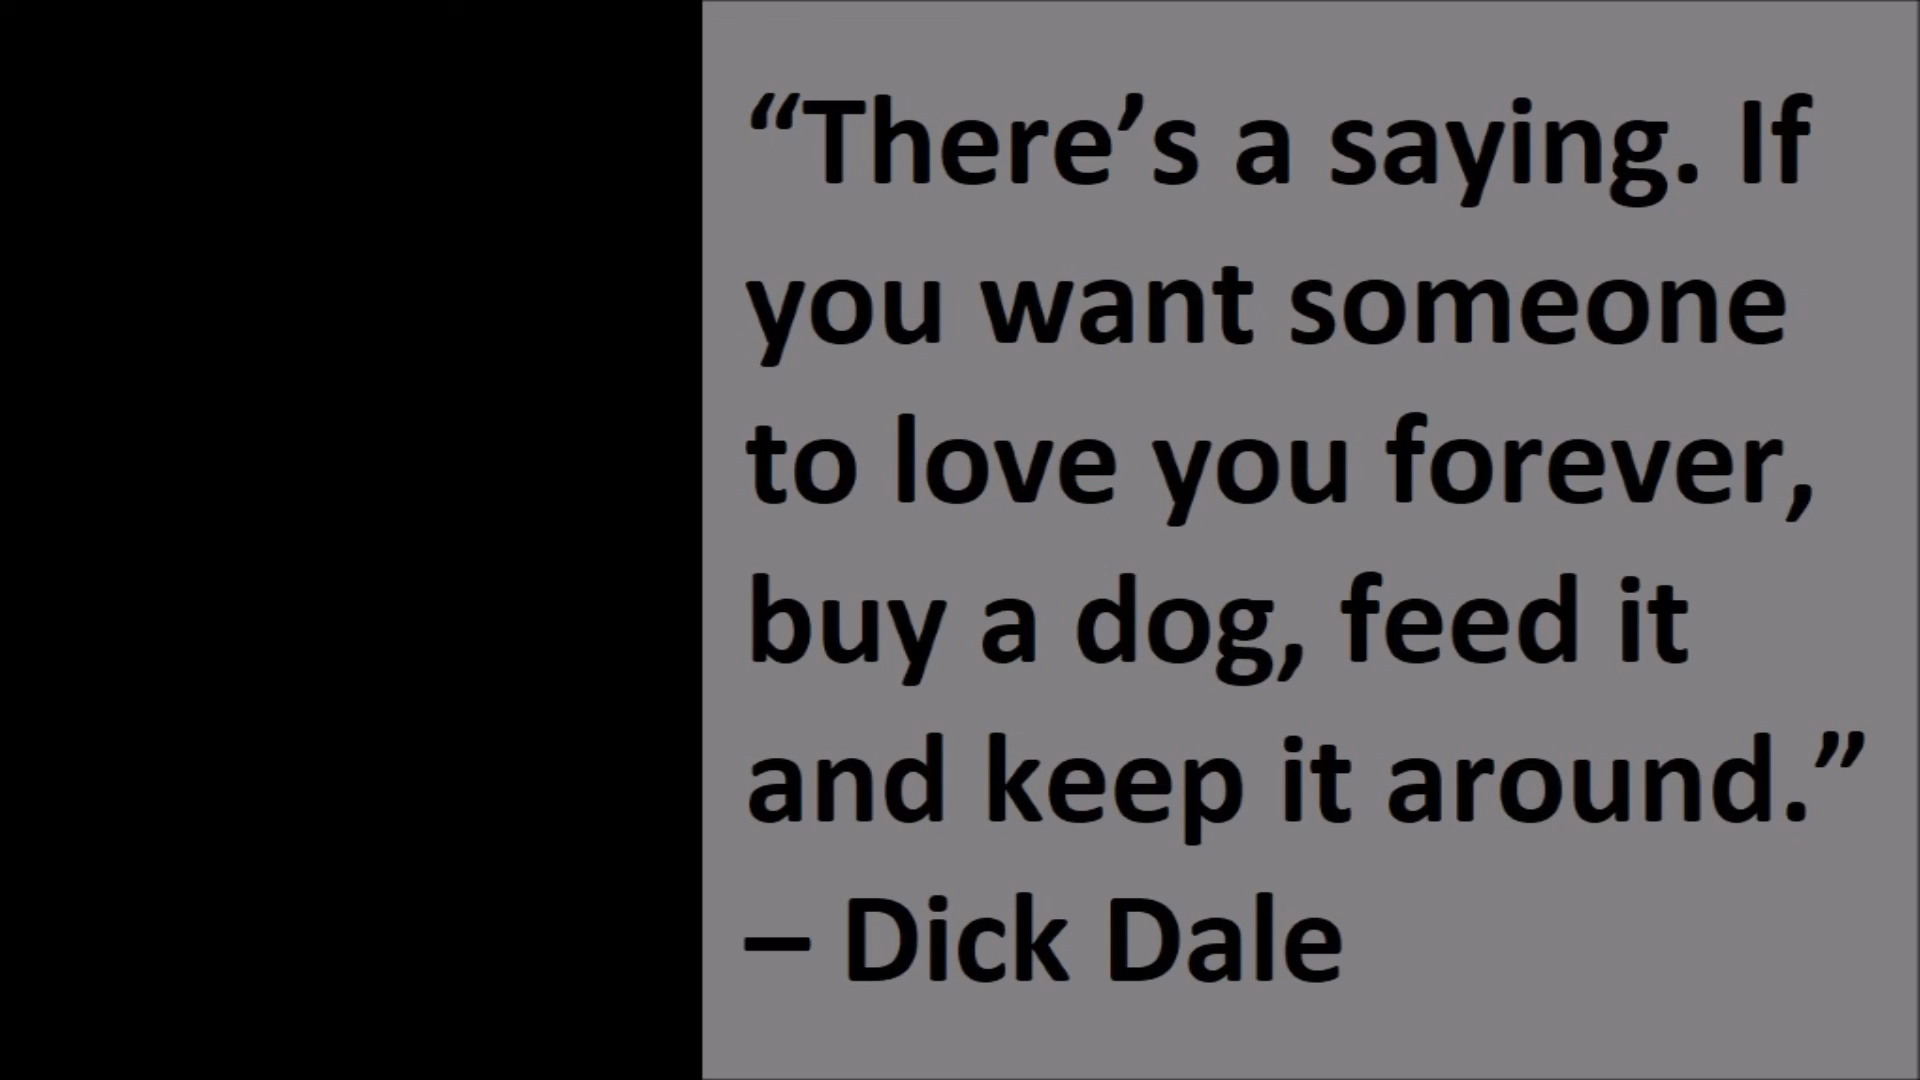 “There’s a saying. If
you want someone
to love you forever,
buy a dog, feed it
and keep it around.”
– Dick Dale